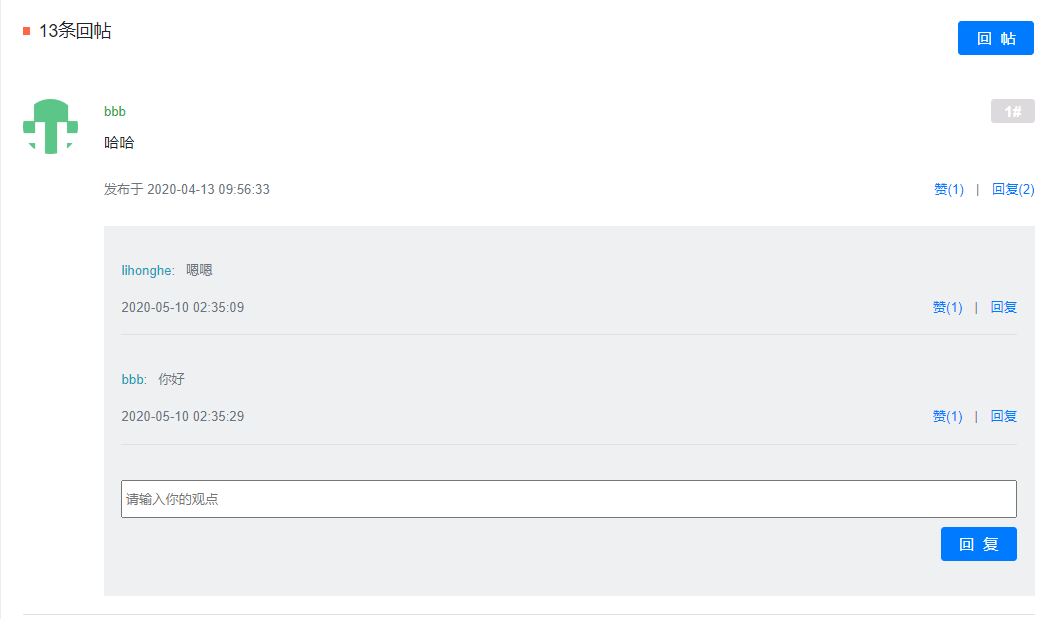 13条回帖
回 帖
bbb
1#
哈哈
发布于 2020-04-13 09:56:33
赞(1) | 回复(2)
lihonghe: 嗯嗯
2020-05-10 02:35:09
赞(1) | 回复
bbb: 你好
2020-05-10 02:35:29
赞(1) | 回复
请输入你的观点
回 复